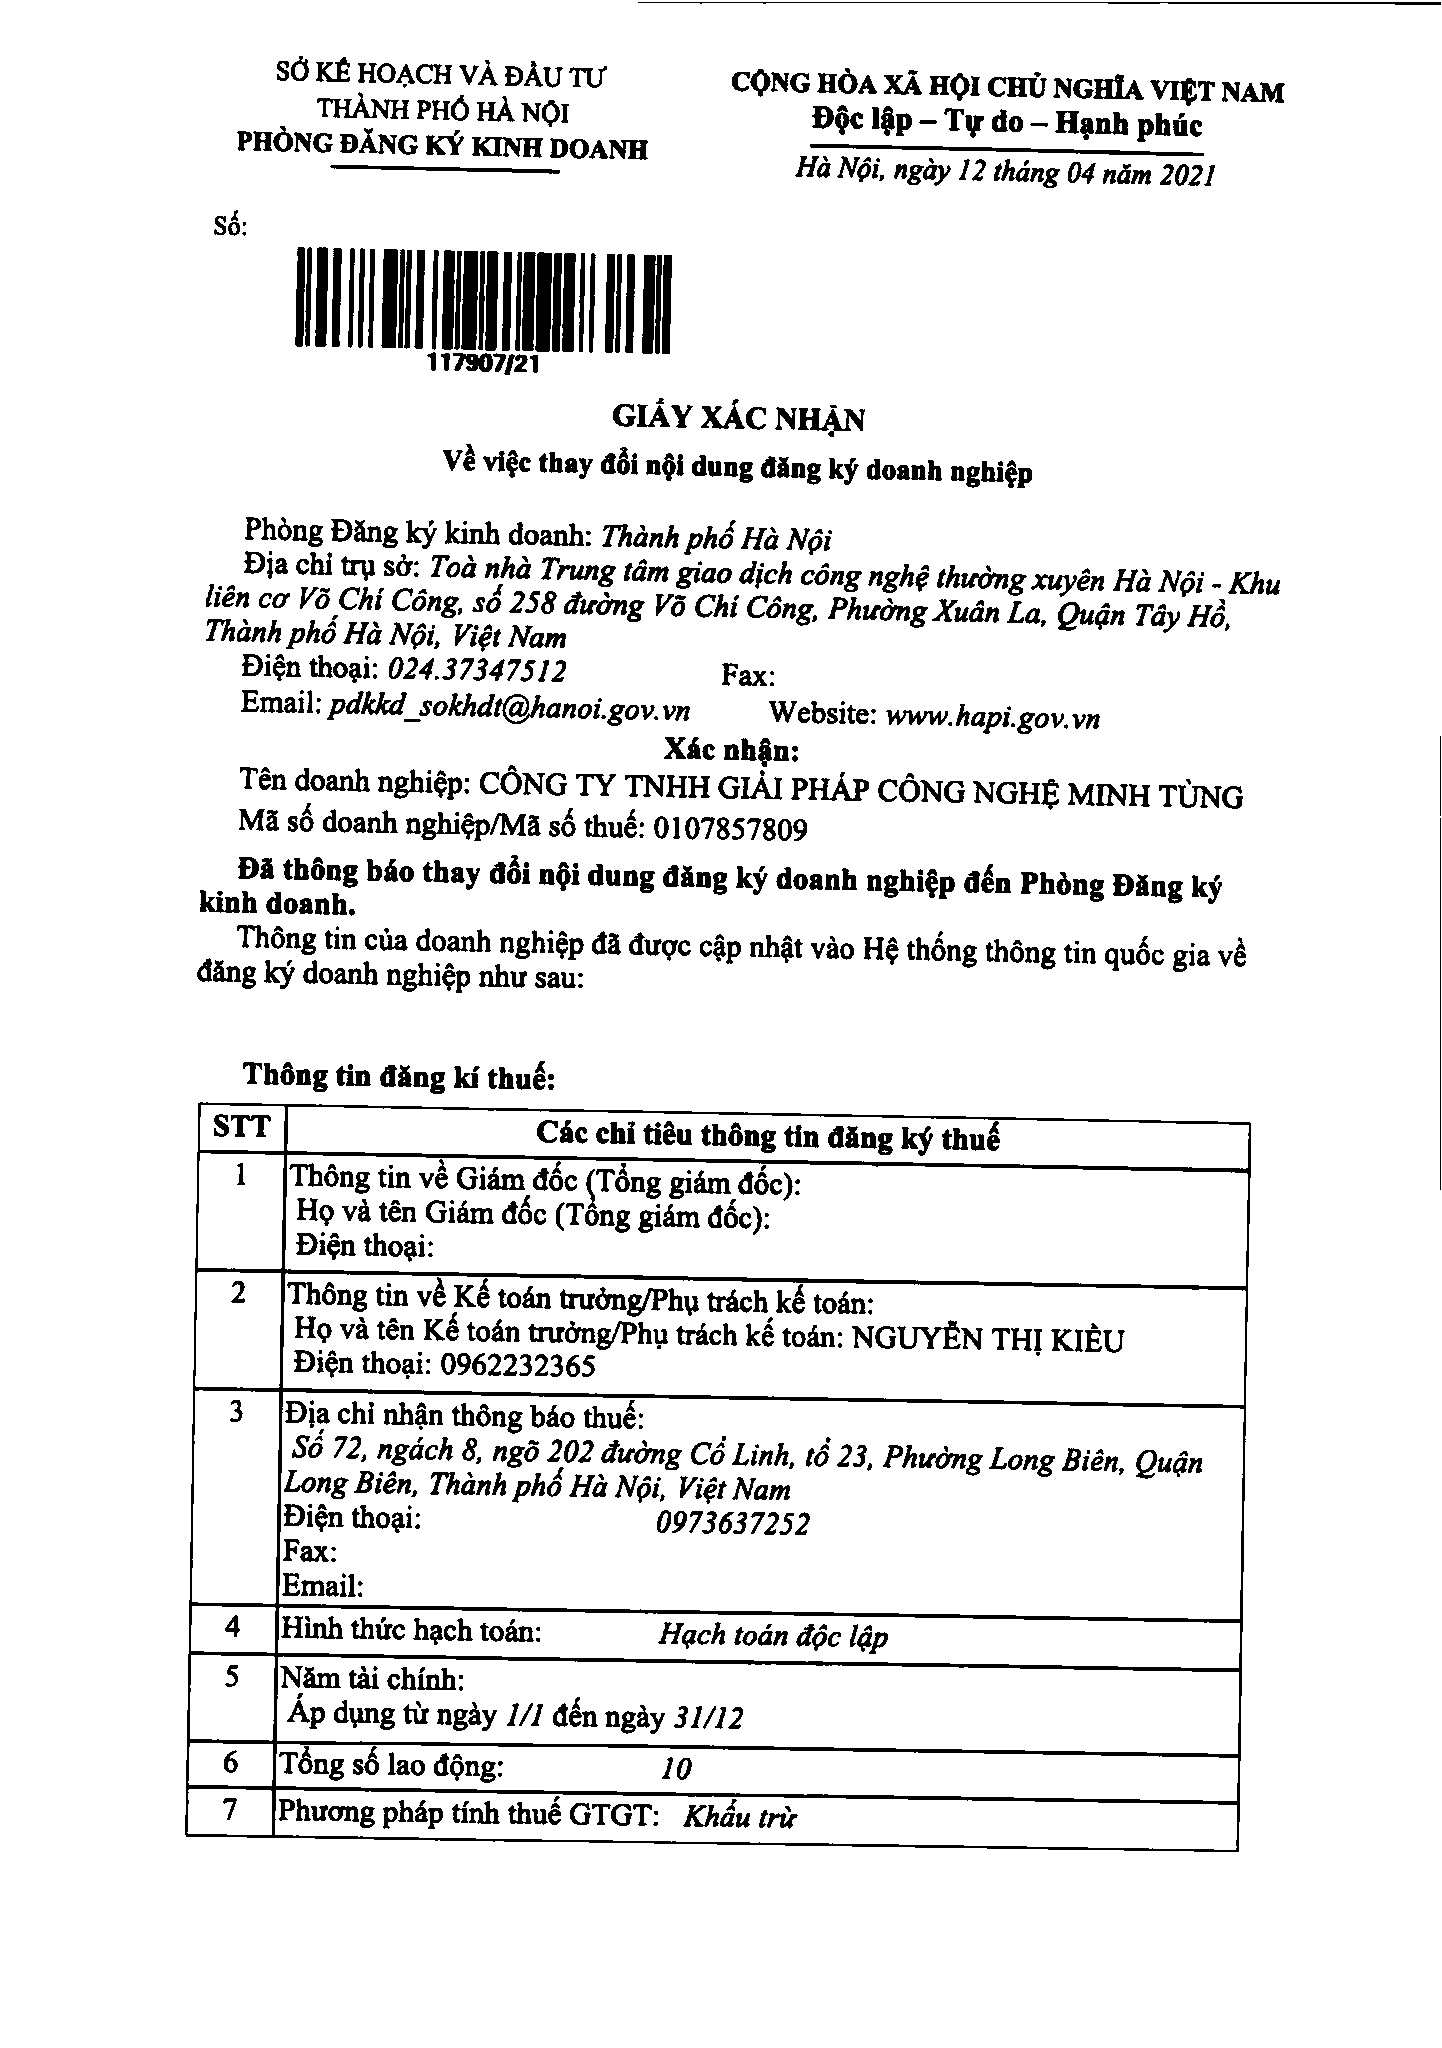 SỞ KẾ HOẠCH VÀ ĐẦU TƯ
THÀNH PHỐ HÀ NỘI
PHÒNG ĐĂNG KÝ KINH DOANH
CỘNG HÒA XÃ HỘI CHỦ NGHĨA VIỆT NAM
Độc lập – Tự do – Hạnh phúc
Hà Nội, ngày 12 tháng 04 năm 2021
Số:
117907/21
GIẤY XÁC NHẬN
Về việc thay đổi nội dung đăng ký doanh nghiệp
Phòng Đăng ký kinh doanh: Thành phố Hà Nội
Địa chỉ trụ sở: Toà nhà Trung tâm giao dịch công nghệ thường xuyên Hà Nội - Khu
liên cơ Võ Chí Công, số 258 đường Võ Chí Công, Phường Xuân La, Quận Tây Hồ,
Thành phố Hà Nội, Việt Nam
Điện thoại: 024.37347512 Fax:
Email: pdkkd_sokhdt@hanoi.gov.vn Website: www.hapi.gov.vn
Xác nhận:
Tên doanh nghiệp: CÔNG TY TNHH GIẢI PHÁP CÔNG NGHỆ MINH TÙNG
Mã số doanh nghiệp/Mã số thuế: 0107857809
Đã thông báo thay đổi nội dung đăng ký doanh nghiệp đến Phòng Đăng ký
kinh doanh.
Thông tin của doanh nghiệp đã được cập nhật vào Hệ thống thông tin quốc gia về
đăng ký doanh nghiệp như sau:
Thông tin đăng kí thuế:
STT Các chỉ tiêu thông tin đăng ký thuế
1 Thông tin về Giám đốc (Tổng giám đốc):
Họ và tên Giám đốc (Tổng giám đốc):
Điện thoại:
2 Thông tin về Kế toán trưởng/Phụ trách kế toán:
Họ và tên Kế toán trưởng/Phụ trách kế toán: NGUYỄN THỊ KIỀU
Điện thoại: 0962232365
3 Địa chỉ nhận thông báo thuế:
Số 72, ngách 8, ngõ 202 đường Cổ Linh, tổ 23, Phường Long Biên, Quận
Long Biên, Thành phố Hà Nội, Việt Nam
Điện thoại: 0973637252
Fax:
Email:
4 Hình thức hạch toán: Hạch toán độc lập
5 Năm tài chính:
Áp dụng từ ngày 1/1 đến ngày 31/12
6 Tổng số lao động: 10
7 Phương pháp tính thuế GTGT: Khấu trừ